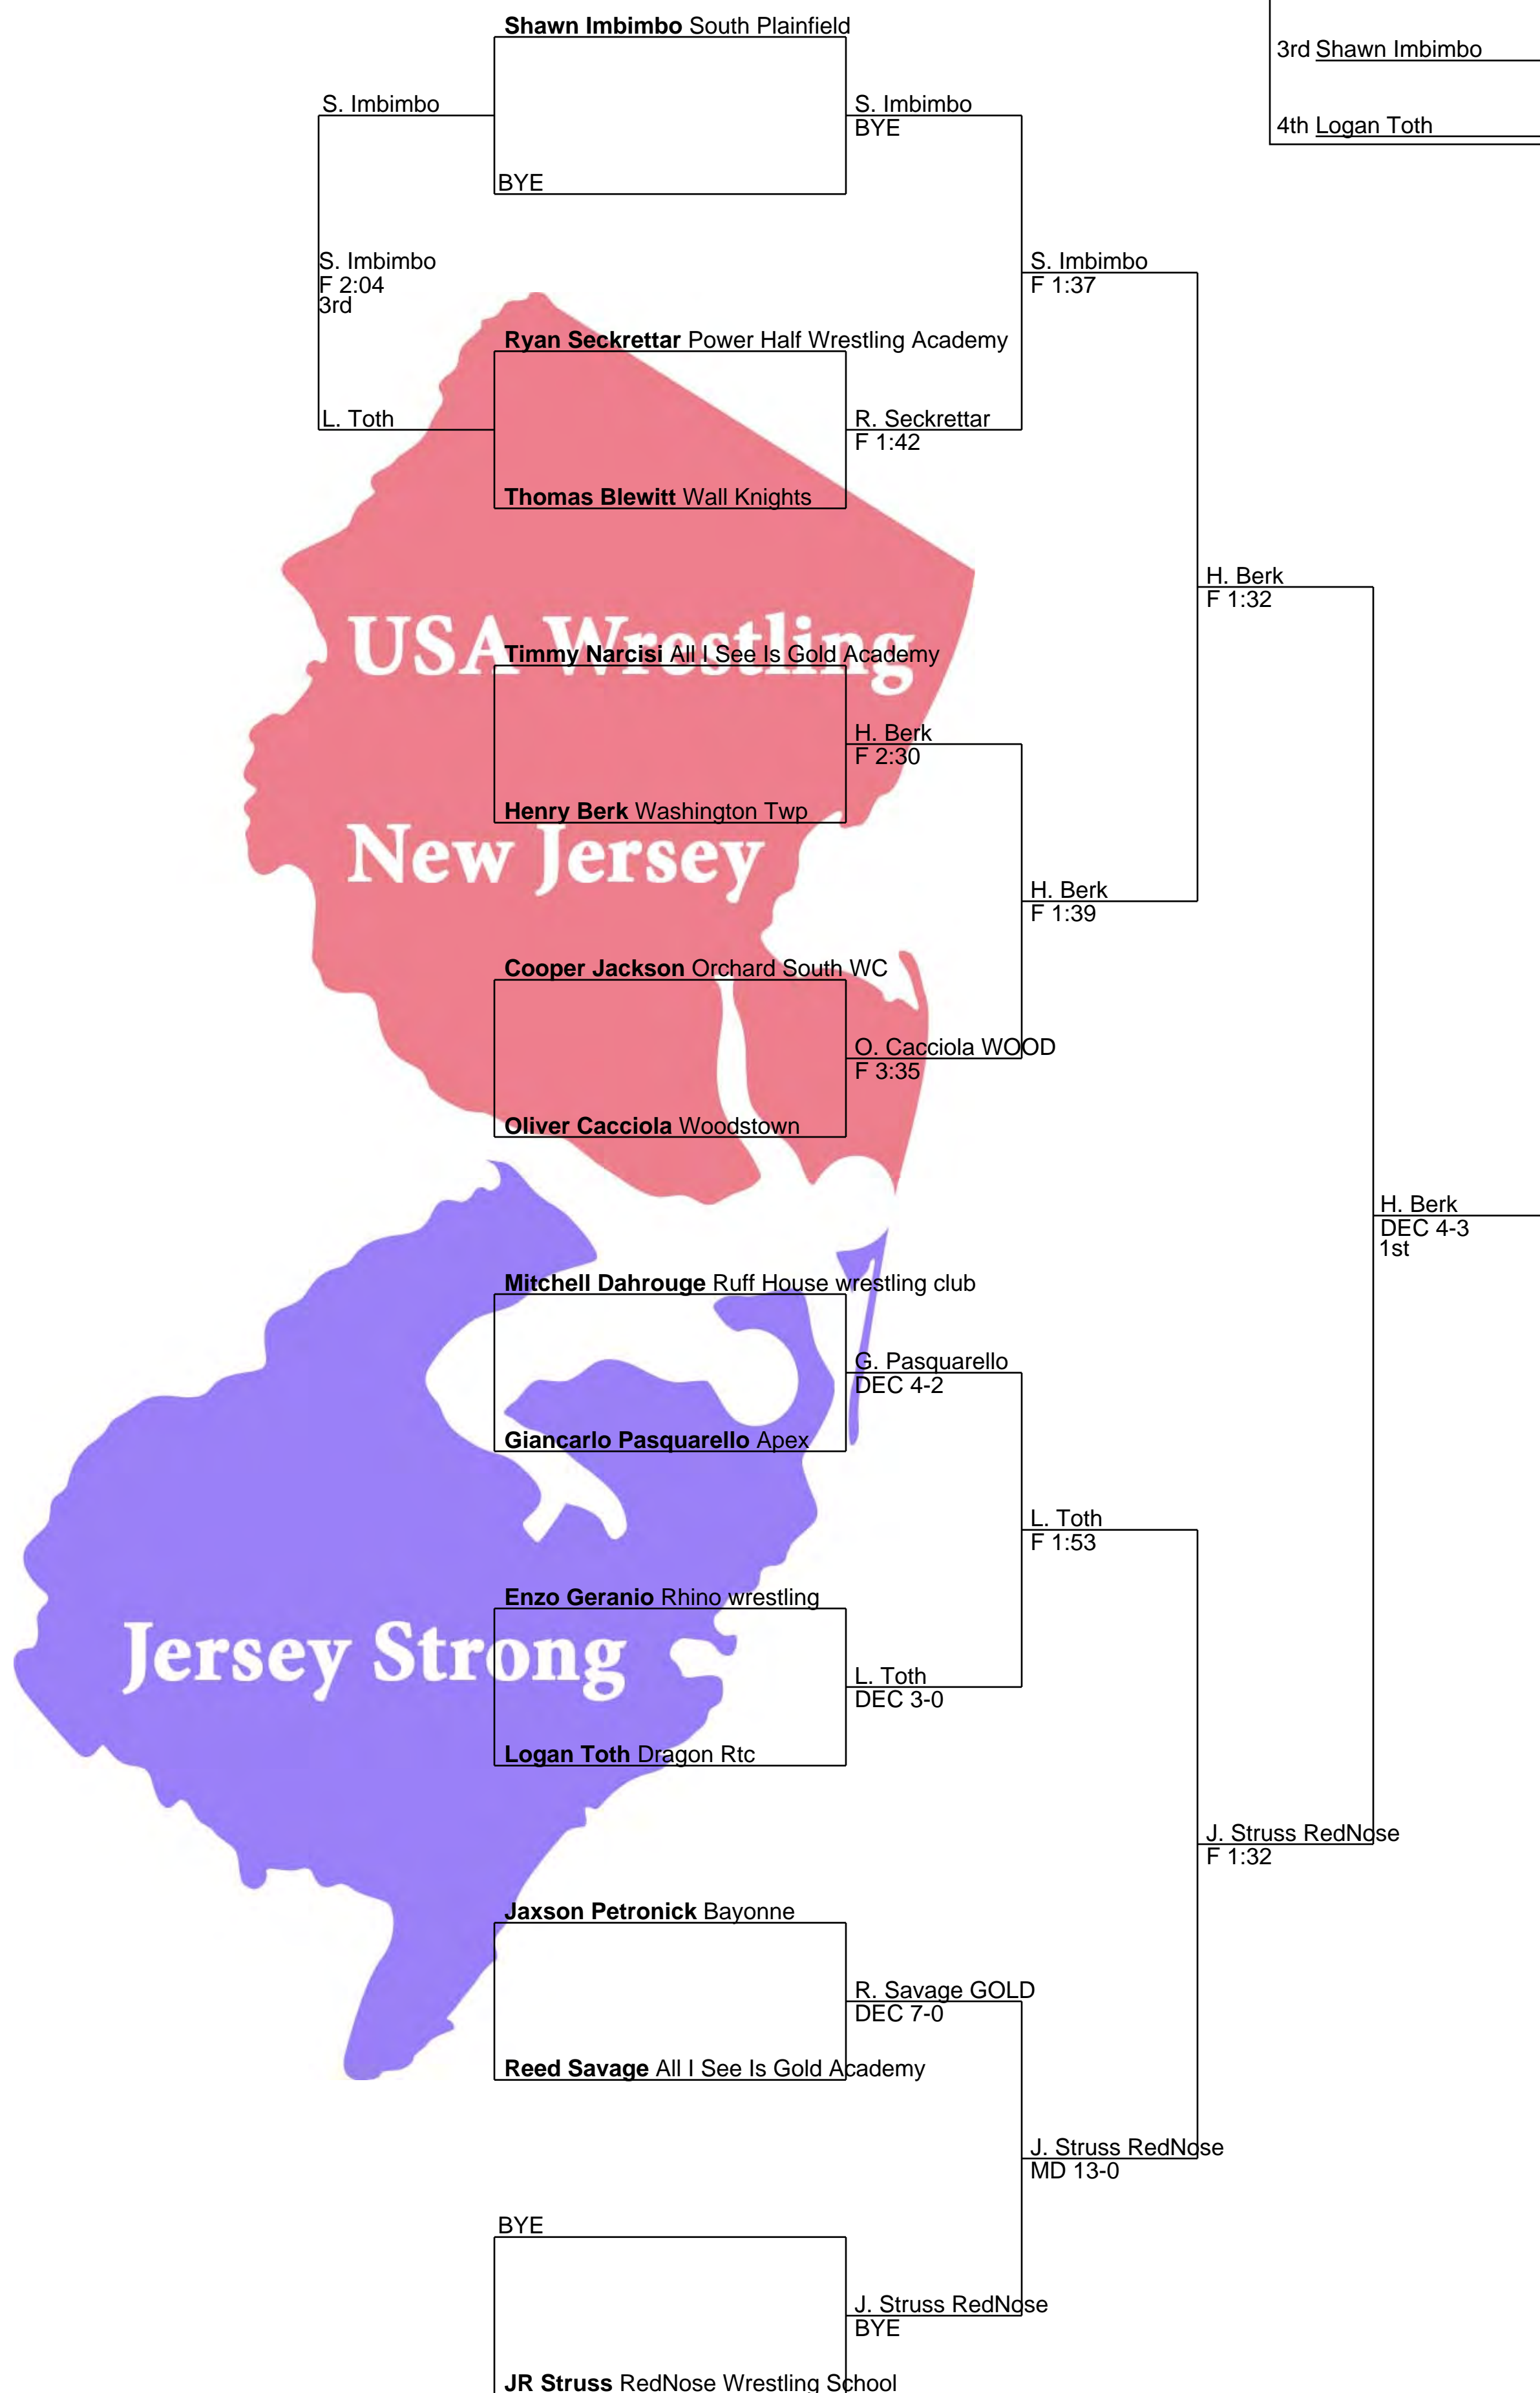 Shawn Imbimbo South Plainfield
3rd Shawn Imbimbo
S. Imbimbo
S. Imbimbo
BYE
4th Logan Toth
BYE
S. Imbimbo
F 2:04
3rd
S. Imbimbo
F 1:37
Ryan Seckrettar Power Half Wrestling Academy
L. Toth
R. Seckrettar
F 1:42
Thomas Blewitt Wall Knights
H. Berk
F 1:32
USA Wrestling
Timmy Narcisi All I See Is Gold Academy
H. Berk
F 2:30
Henry Berk Washington Twp
New Jersey
H. Berk
F 1:39
Cooper Jackson Orchard South WC
O. Cacciola WOOD
F 3:35
Oliver Cacciola Woodstown
H. Berk
DEC 4-3
1st
Mitchell Dahrouge Ruff House wrestling club
G. Pasquarello
DEC 4-2
Giancarlo Pasquarello Apex
L. Toth
F 1:53
Enzo Geranio Rhino wrestling
Jersey Strong
L. Toth
DEC 3-0
Logan Toth Dragon Rtc
J. Struss RedNose
F 1:32
Jaxson Petronick Bayonne
R. Savage GOLD
DEC 7-0
Reed Savage All I See Is Gold Academy
J. Struss RedNose
MD 13-0
BYE
J. Struss RedNose
BYE
JR Struss RedNose Wrestling School